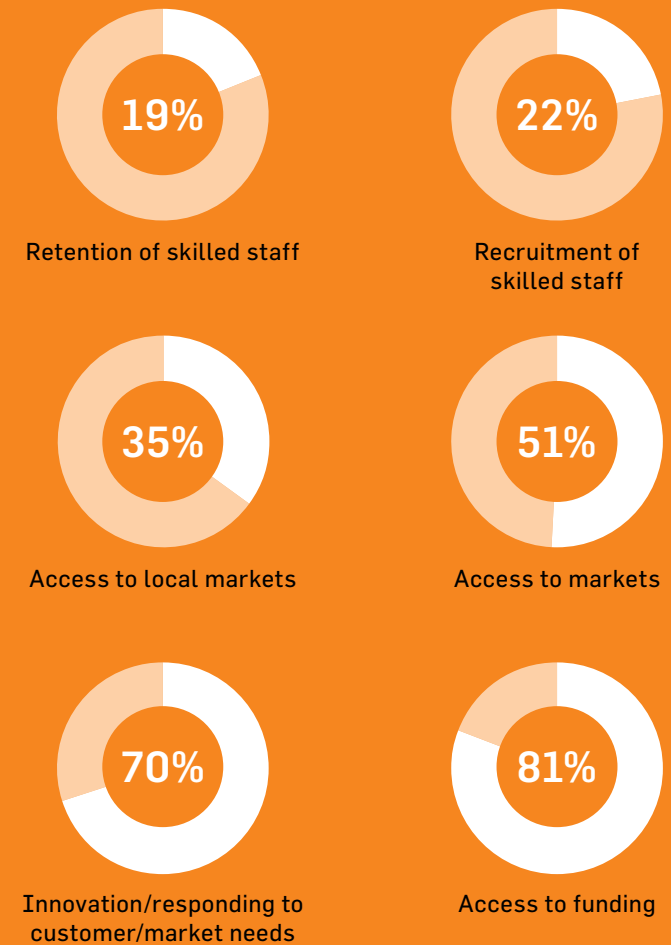 19%
Retention of skilled staff
22%
Recruitment of
skilled staff
35%
Access to local markets
51%
Access to markets
70%
Innovation/responding to
customer/market needs
81%
Access to funding